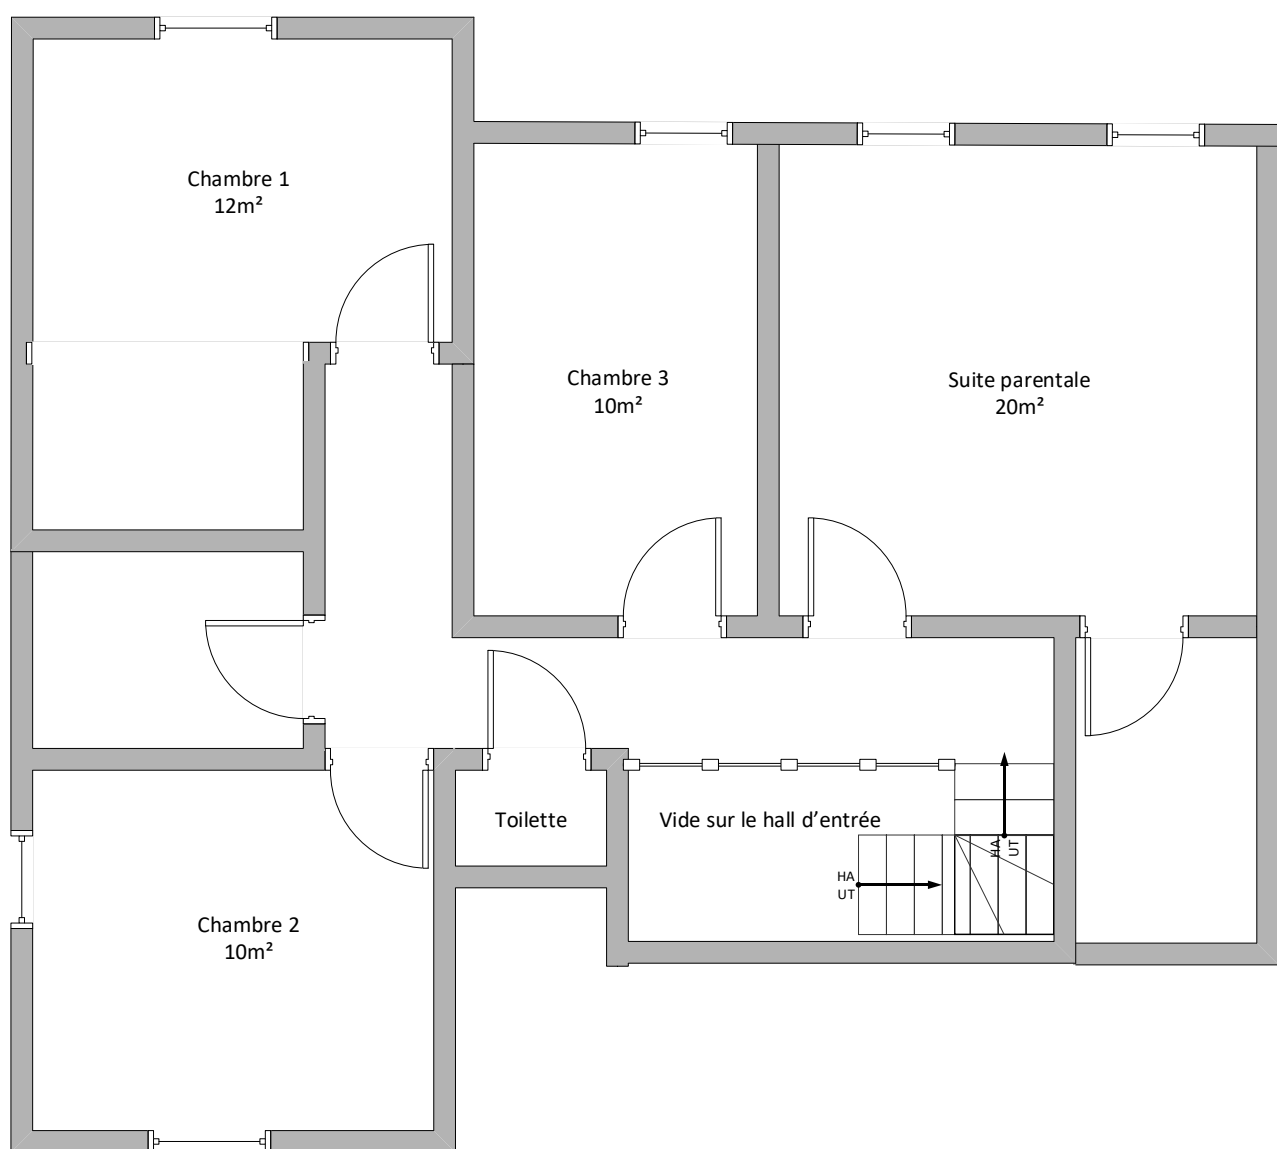 Chambre 1
12m²
Chambre 3
10m²
Suite parentale
20m²
Toilette
Vide sur le hall d’entrée
HA
UT
HA
UT
Chambre 2
10m²